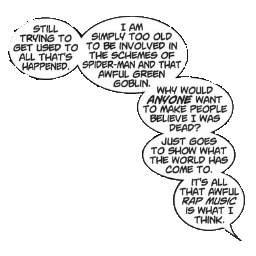 STILL
TRYING TO
GET USED TO
ALL THAT'S
HAPPENED.
I AM
SIMPLY TOO OLD
TO BE INVOLVED IN
THE SCHEMES OF
SPIDER-MAN AND THAT
AWFUL GREEN
GOBLIN.
WHY WOULD
ANYONE WANT
TO MAKE PEOPLE
BELIEVE I WAS
DEAD?
JUST GOES
TO SHOW WHAT
THE WORLD HAS
COME TO.
IT'S ALL
THAT AWFUL
RAP MUSIC
IS WHAT I
THINK.